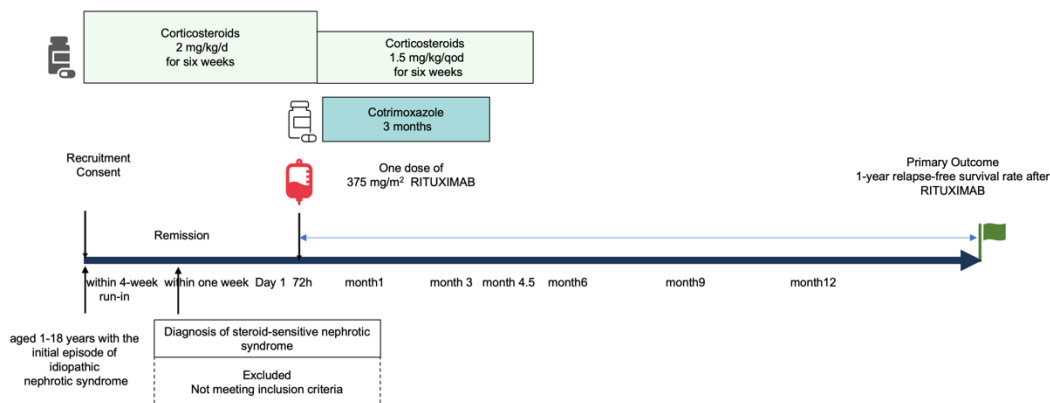 Corticosteroids
2 mg/kg/d
for six weeks
Corticosteroids
1.5 mg/kg/qod
for six weeks
Cotrimoxazole
3 months
Recruitment
Consent
One dose of
375 mg/m² RITUXIMAB
Primary Outcome
1-year relapse-free survival rate after
RITUXIMAB
Remission
within 4-week
run-in
within one week
Day 1
72h
month1
month 3
month 4.5
month6
month9
month12
aged 1-18 years with the
initial episode of
idiopathic
nephrotic syndrome
Diagnosis of steroid-sensitive nephrotic
syndrome
Excluded
Not meeting inclusion criteria